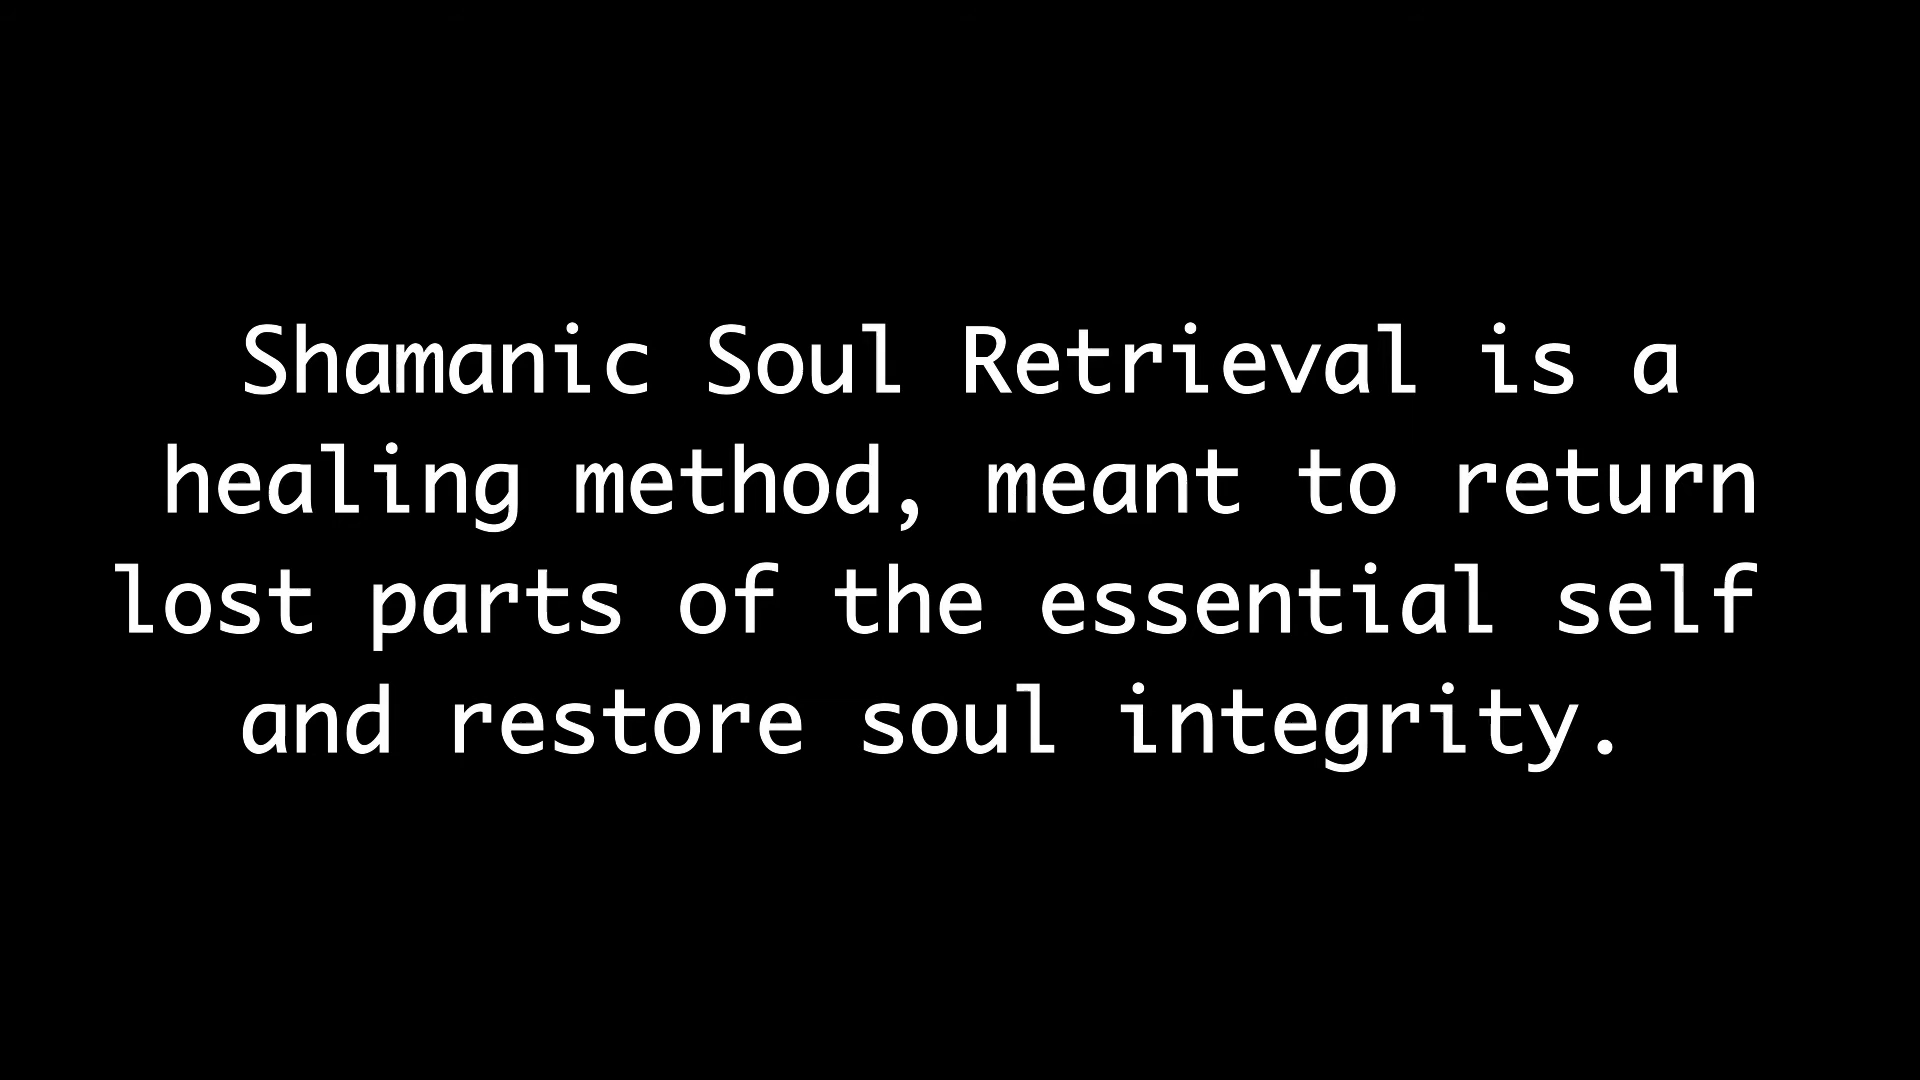 Shamanic Soul Retrieval is a
healing method, meant to return
lost parts of the essential self
and restore soul integrity.